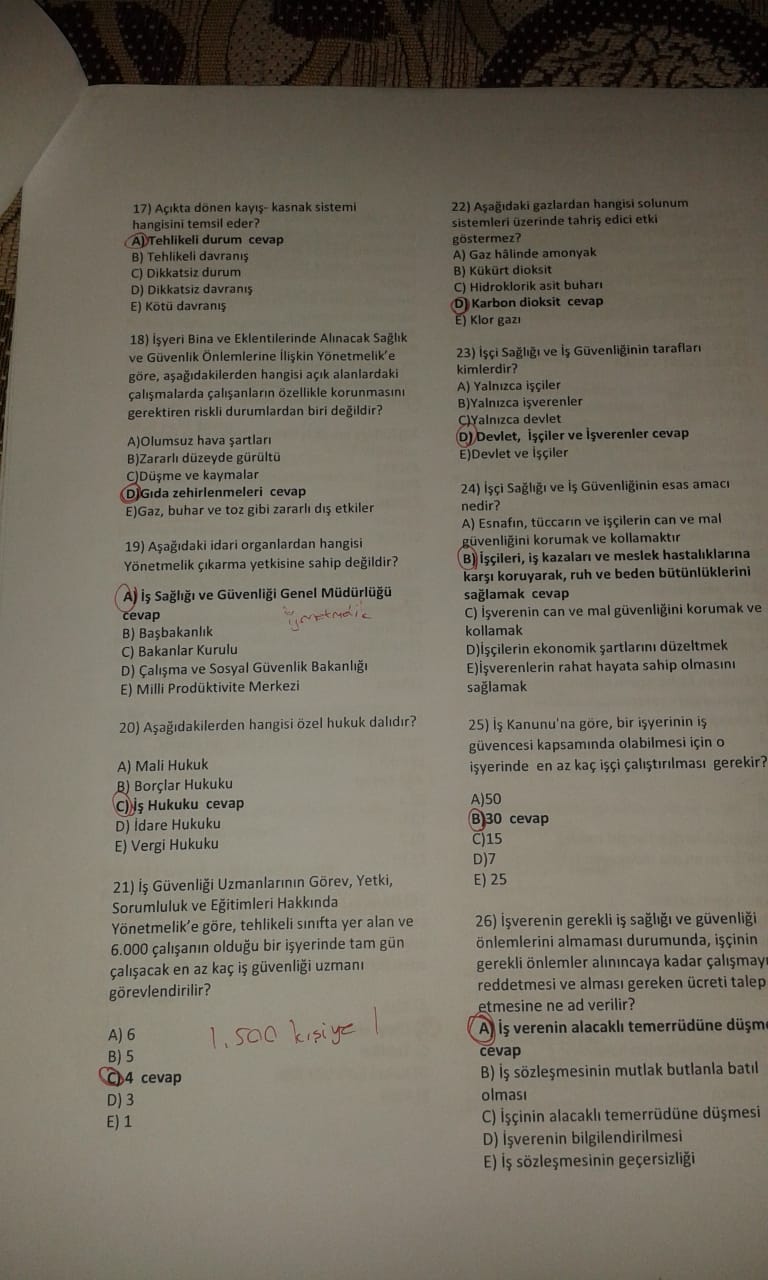 17) Açıkta dönen kayış- kasnak sistemi
hangisini temsil eder?
A)Tehlikeli durum cevap
B) Tehlikeli davranış
C) Dikkatsiz durum
D) Dikkatsiz davranış
E) Kötü davranış
18) İşyeri Bina ve Eklentilerinde Alınacak Sağlık
ve Güvenlik Önlemlerine İlişkin Yönetmelik'e
göre, aşağıdakilerden hangisi açık alanlardaki
çalışmalarda çalışanların özellikle korunmasını
gerektiren riskli durumlardan biri değildir?
A)Olumsuz hava şartları
B)Zararlı düzeyde gürültü
C)Düşme ve kaymalar
D)Gıda zehirlenmeleri cevap
E)Gaz, buhar ve toz gibi zararlı dış etkiler
19) Aşağıdaki idari organlardan hangisi
Yönetmelik çıkarma yetkisine sahip değildir?
A) İş Sağlığı ve Güvenliği Genel Müdürlüğü
cevap
B) Başbakanlık
C) Bakanlar Kurulu
D) Çalışma ve Sosyal Güvenlik Bakanlığı
E) Milli Prodüktivite Merkezi
20) Aşağıdakilerden hangisi özel hukuk dalıdır?
A) Mali Hukuk
B) Borçlar Hukuku
C) İş Hukuku cevap
D) İdare Hukuku
E) Vergi Hukuku
21) İş Güvenliği Uzmanlarının Görev, Yetki,
Sorumluluk ve Eğitimleri Hakkında
Yönetmelik'e göre, tehlikeli sınıfta yer alan ve
6.000 çalışanın olduğu bir işyerinde tam gün
çalışacak en az kaç iş güvenliği uzmanı
görevlendirilir?
A) 6
1.500 kişiye 1
B) 5
C) 4 cevap
D) 3
E) 1
22) Aşağıdaki gazlardan hangisi solunum
sistemleri üzerinde tahriş edici etki
göstermez?
A) Gaz hâlinde amonyak
B) Kükürt dioksit
C) Hidroklorik asit buharı
D) Karbon dioksit cevap
E) Klor gazı
23) İşçi Sağlığı ve İş Güvenliğinin tarafları
kimlerdir?
A) Yalnızca işçiler
B)Yalnızca işverenler
C)Yalnızca devlet
D) Devlet, İşçiler ve İşverenler cevap
E)Devlet ve İşçiler
24) İşçi Sağlığı ve İş Güvenliğinin esas amacı
nedir?
A) Esnafın, tüccarın ve işçilerin can ve mal
güvenliğini korumak ve kollamaktır
B) İşçileri, iş kazaları ve meslek hastalıklarına
karşı koruyarak, ruh ve beden bütünlüklerini
sağlamak cevap
C) İşverenin can ve mal güvenliğini korumak ve
kollamak
D)İşçilerin ekonomik şartlarını düzeltmek
E)İşverenlerin rahat hayata sahip olmasını
sağlamak
25) İş Kanunu'na göre, bir işyerinin iş
güvencesi kapsamında olabilmesi için o
işyerinde en az kaç işçi çalıştırılması gerekir?
A)50
B)30 cevap
C)15
D)7
E) 25
26) İşverenin gerekli iş sağlığı ve güvenliği
önlemlerini almaması durumunda, işçinin
gerekli önlemler alınıncaya kadar çalışmayı
reddetmesi ve alması gereken ücreti talep
etmesine ne ad verilir?
A) İş verenin alacaklı temerrüdüne düşme
cevap
B) İş sözleşmesinin mutlak butlanla batıl
olması
C) İşçinin alacaklı temerrüdüne düşmesi
D) İşverenin bilgilendirilmesi
E) İş sözleşmesinin geçersizliği